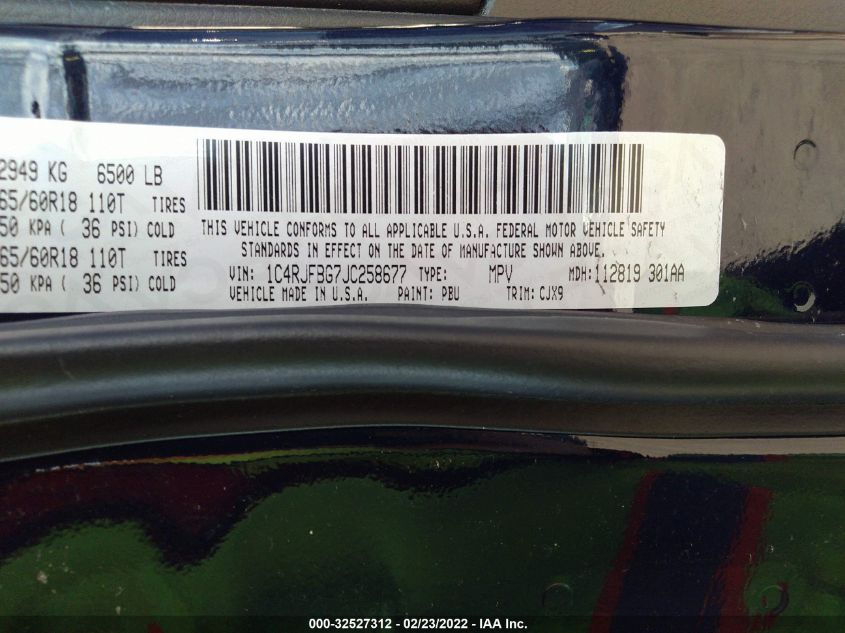 2949 KG 6500 LB
65/60R18 110T TIRES
50 KPA ( 36 PSI) COLD
65/60R18 110T TIRES
50 KPA ( 36 PSI) COLD
THIS VEHICLE CONFORMS TO ALL APPLICABLE U.S.A. FEDERAL MOTOR VEHICLE SAFETY
STANDARDS IN EFFECT ON THE DATE OF MANUFACTURE SHOWN ABOVE.
VIN: 1C4RJFBG7JC258677 TYPE: MPV MDH:112819 301AA
VEHICLE MADE IN U.S.A. PAINT: PBU TRIM: CJX9
000-32527312 - 02/23/2022 - IAA Inc.